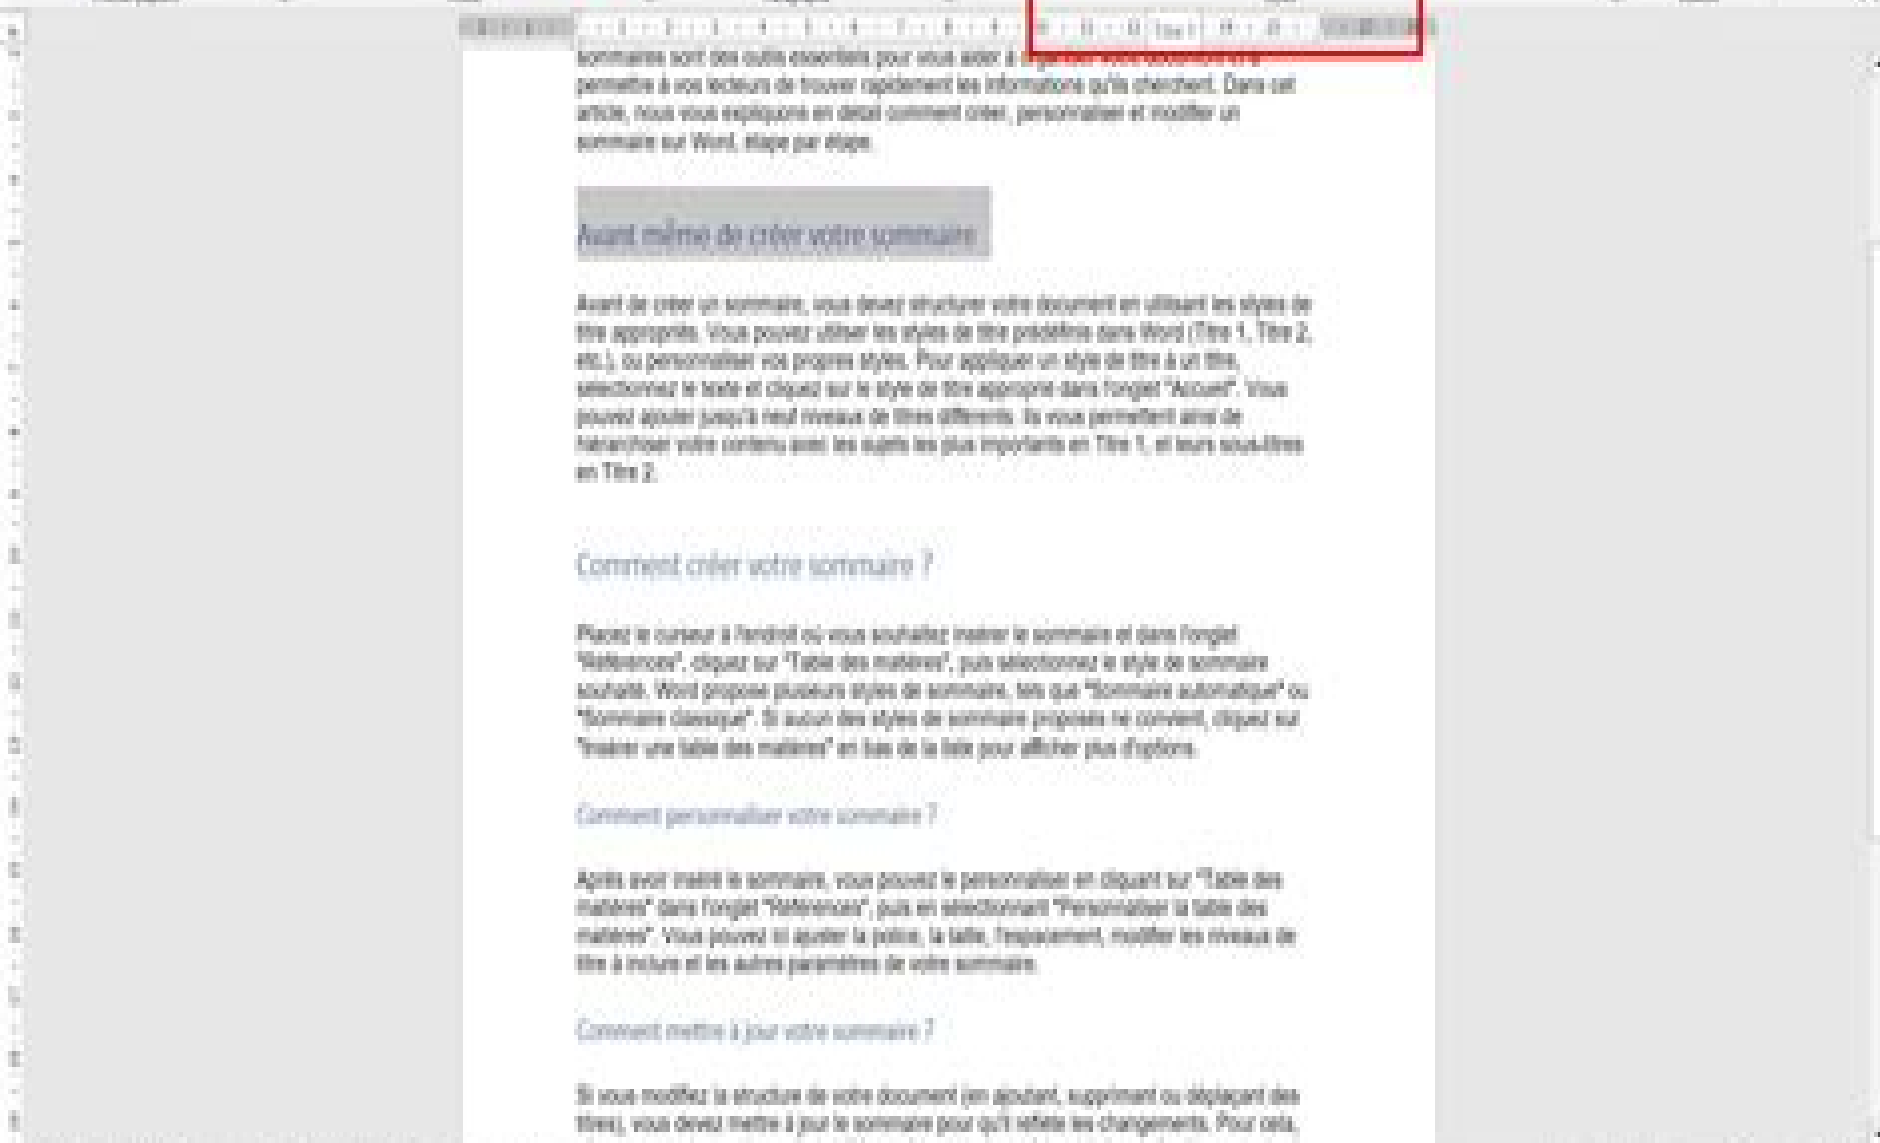 sommaires sont des outils essentiels pour vous aider à
permettre à vos lecteurs de trouver rapidement les informations qu'ils cherchent. Dans cet
article, nous vous expliquons en détail comment créer, personnaliser et modifier un
sommaire sur Word, étape par étape.
Avant même de créer votre sommaire
Avant de créer un sommaire, vous devez structurer votre document en utilisant les styles de
titre appropriés. Vous pouvez utiliser les styles de titre prédéfinis dans Word (Titre 1, Titre 2,
etc.), ou personnaliser vos propres styles. Pour appliquer un style de titre à un titre,
sélectionnez le texte et cliquez sur le style de titre approprié dans l'onglet "Accueil". Vous
pouvez ajouter jusqu'à neuf niveaux de titres différents. Ils vous permettent ainsi de
hiérarchiser votre contenu avec les sujets les plus importants en Titre 1, et leurs sous-titres
en Titre 2.
Comment créer votre sommaire ?
Placez le curseur à l'endroit où vous souhaitez insérer le sommaire et dans l'onglet
"Références", cliquez sur "Table des matières", puis sélectionnez le style de sommaire
souhaité. Word propose plusieurs styles de sommaire, tels que "Sommaire automatique" ou
"Sommaire classique". Si aucun des styles de sommaire proposés ne convient, cliquez sur
"Insérer une table des matières" en bas de la liste pour afficher plus d'options.
Comment personnaliser votre sommaire ?
Après avoir inséré le sommaire, vous pouvez le personnaliser en cliquant sur "Table des
matières" dans l'onglet "Références", puis en sélectionnant "Personnaliser la table des
matières". Vous pouvez ici ajuster la police, la taille, l'espacement, modifier les niveaux de
titre à inclure et les autres paramètres de votre sommaire.
Comment mettre à jour votre sommaire ?
Si vous modifiez la structure de votre document (en ajoutant, supprimant ou déplaçant des
titres), vous devez mettre à jour le sommaire pour qu'il reflète les changements. Pour cela,